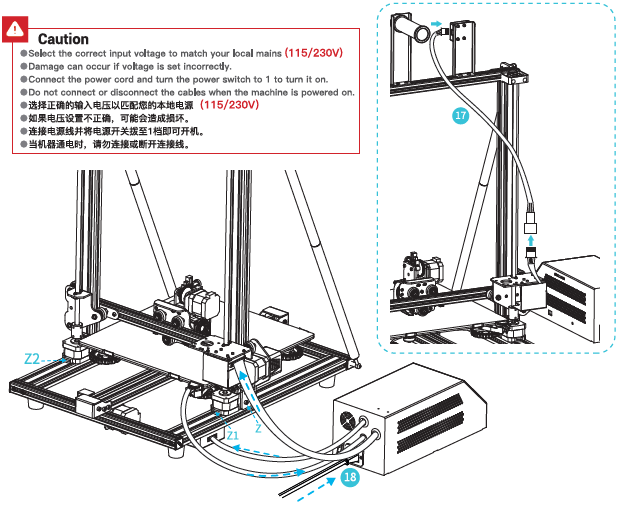 Caution
●Select the correct input voltage to match your local mains (115/230V)
●Damage can occur if voltage is set incorrectly.
●Connect the power cord and turn the power switch to 1 to turn it on.
●Do not connect or disconnect the cables when the machine is powered on.
●选择正确的输入电压以匹配您的本地电源 (115/230V)
●如果电压设置不正确，可能会造成损坏。
●连接电源线并将电源开关拨至1档即可开机。
●当机器通电时，请勿连接或断开连接线。
17
Z2
Z1
Z
18